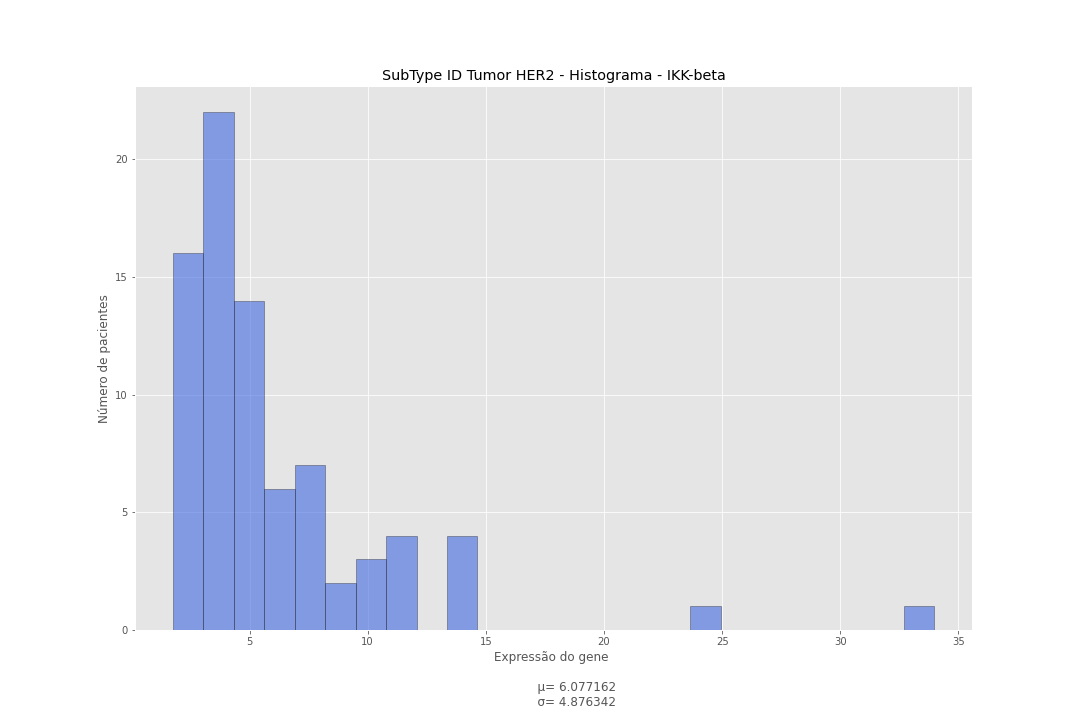 SubType ID Tumor HER2 - Histograma - IKK-beta
Número de pacientes
20
15
10
5
0
5
10
15
20
25
30
35
Expressão do gene
μ= 6.077162
σ= 4.876342